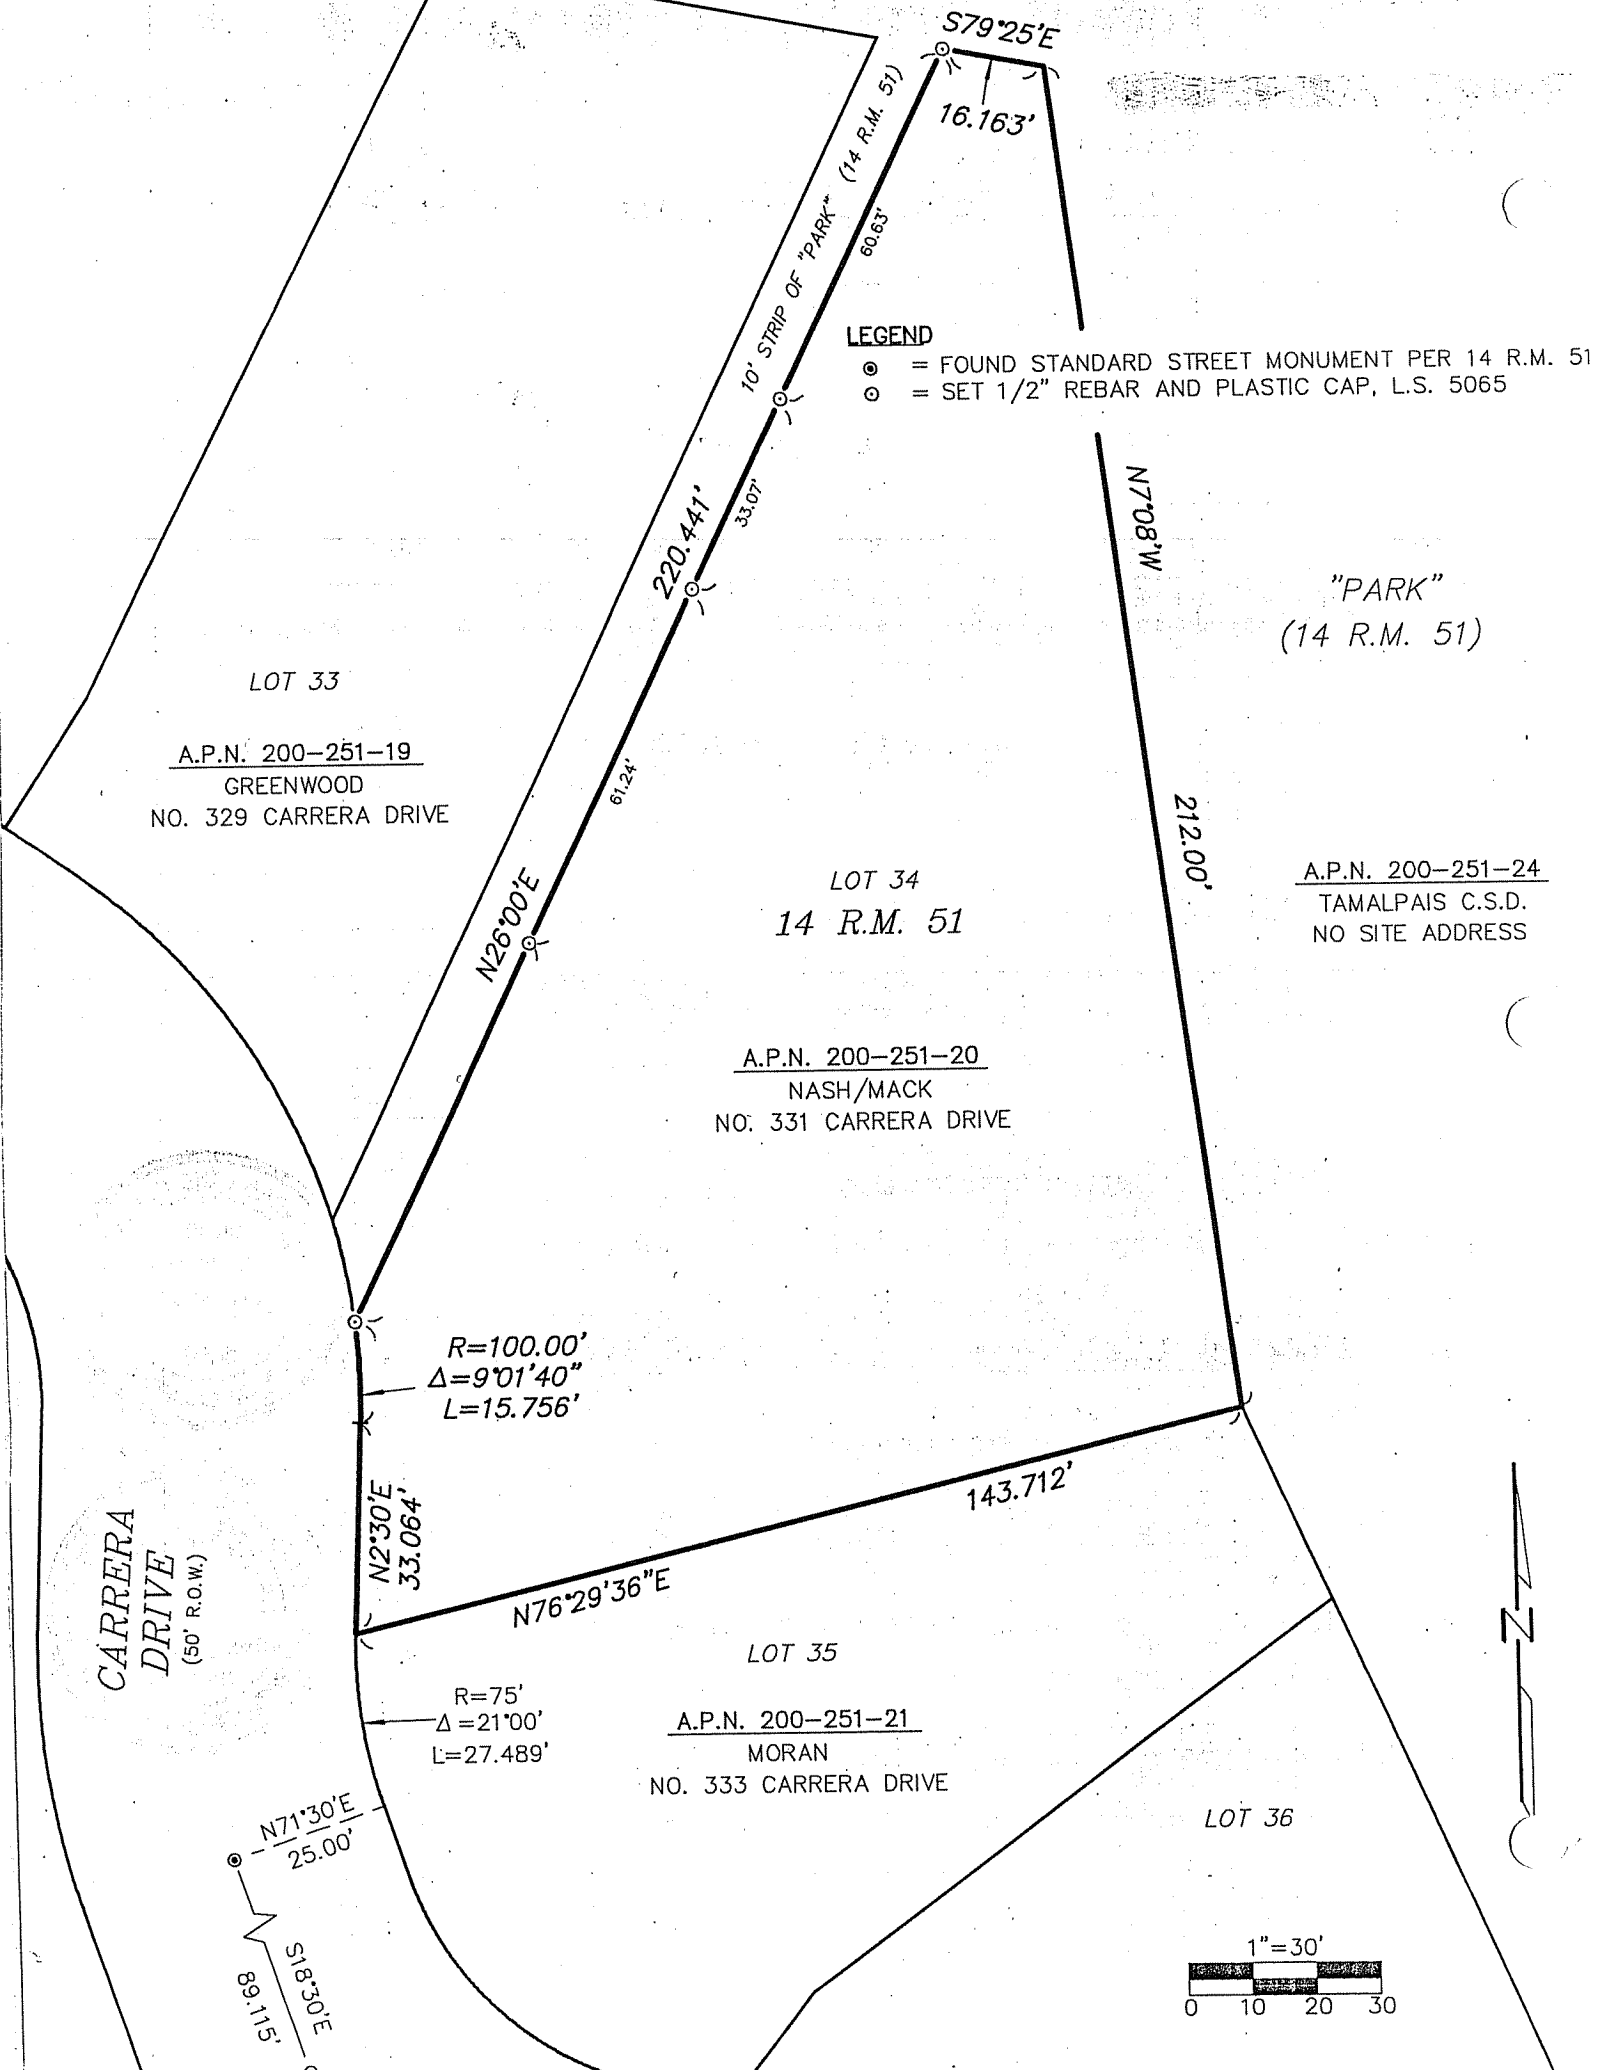 S79°25'E
16.163'
10' STRIP OF "PARK" (14 R.M. 51)
60.63'
LEGEND
= FOUND STANDARD STREET MONUMENT PER 14 R.M. 51
= SET 1/2" REBAR AND PLASTIC CAP, L.S. 5065
33.07'
220.441'
N7°08'W
"PARK"
(14 R.M. 51)
LOT 33
A.P.N. 200-251-19
GREENWOOD
NO. 329 CARRERA DRIVE
61.24'
212.00'
N26°00'E
LOT 34
14 R.M. 51
A.P.N. 200-251-24
TAMALPAIS C.S.D.
NO SITE ADDRESS
A.P.N. 200-251-20
NASH/MACK
NO. 331 CARRERA DRIVE
R=100.00'
Δ=9°01'40"
L=15.756'
N2°30'E
33.064'
143.712'
N76°29'36"E
CARRERA
DRIVE
(50' R.O.W.)
LOT 35
R=75'
Δ=21°00'
L=27.489'
A.P.N. 200-251-21
MORAN
NO. 333 CARRERA DRIVE
N
LOT 36
N71°30'E
25.00'
S18°30'E
89.115'
1"=30'
0 10 20 30